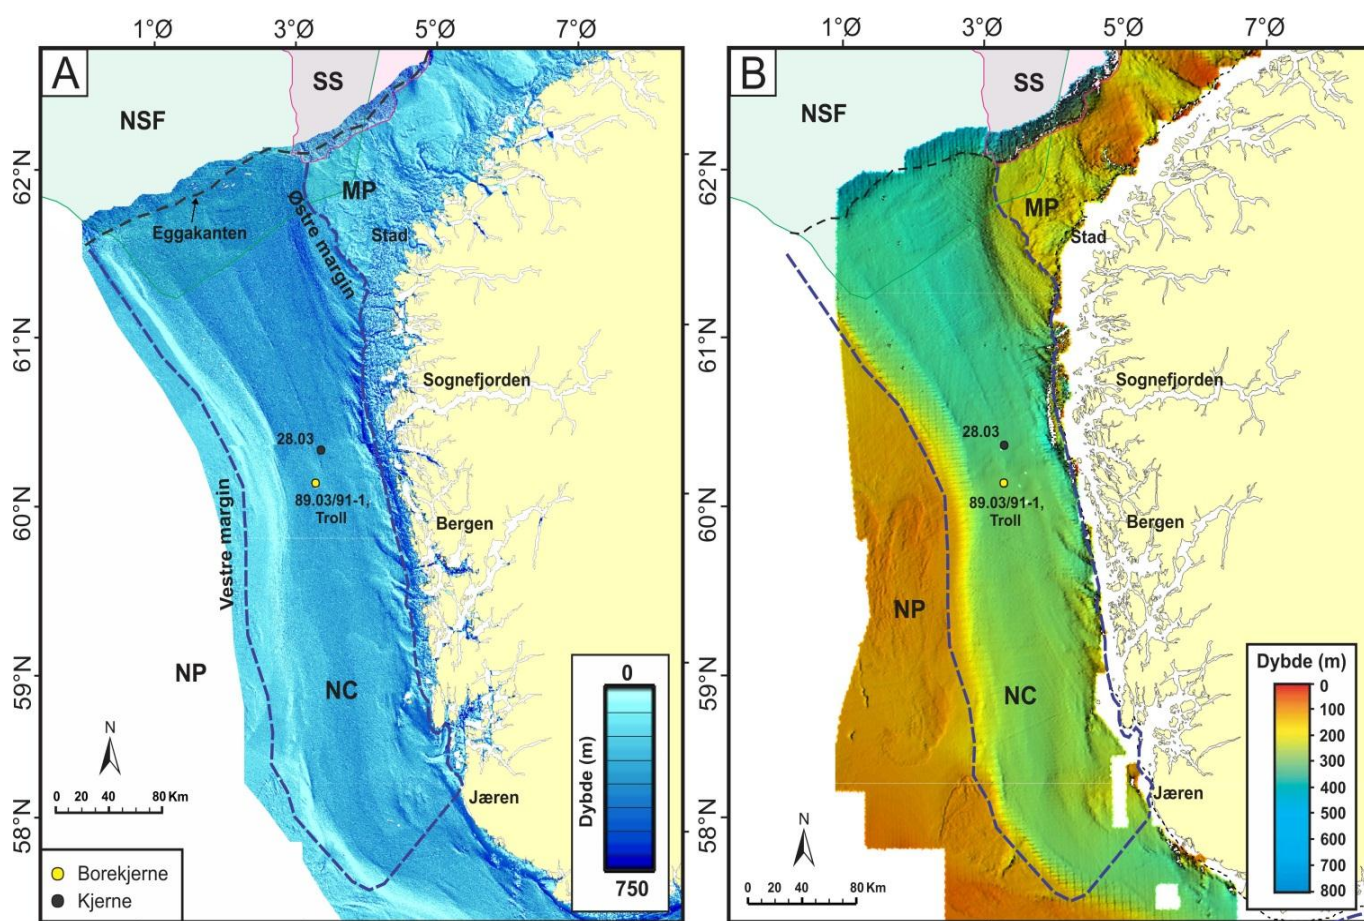 1°Ø 3°Ø 5°Ø 7°Ø
A
SS
NSF
62°N
MP
Eggakanten
Østre margin
Stad
61°N
Sognefjorden
28.03
60°N
89.03/91-1,
Troll
Bergen
Vestre margin
59°N
NP
NC
N
0 20 40 80 Km
58°N
Jæren
Borekjerne
Kjerne
0
Dybde (m)
750
1°Ø 3°Ø 5°Ø 7°Ø
B
SS
NSF
62°N
MP
Stad
61°N
Sognefjorden
28.03
60°N
89.03/91-1,
Troll
Bergen
NP
59°N
NC
Jæren
58°N
N
0 20 40 80 Km
Dybde (m)
0
100
200
300
400
500
600
700
800